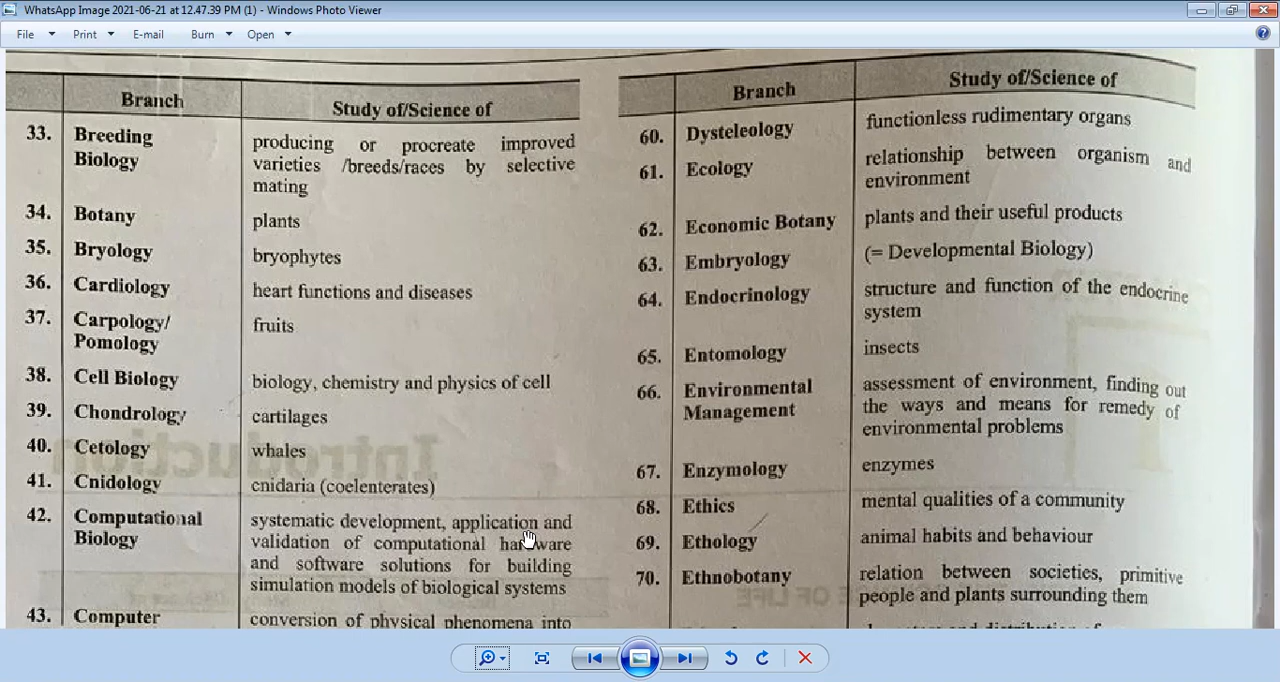 WhatsApp Image 2021-06-21 at 12.47.39 PM (1) - Windows Photo Viewer
File Print E-mail Burn Open
Branch Study of/Science of
33. Breeding Biology producing or procreate improved
varieties /breeds/races by selective
mating
34. Botany plants
35. Bryology bryophytes
36. Cardiology heart functions and diseases
37. Carpology/ fruits
Pomology
38. Cell Biology biology, chemistry and physics of cell
39. Chondrology cartilages
40. Cetology whales
41. Cnidology cnidaria (coelenterates)
42. Computational systematic development, application and
Biology validation of computational hardware
and software solutions for building
simulation models of biological systems
43. Computer conversion of physical phenomena into
Branch Study of/Science of
60. Dysteleology functionless rudimentary organs
61. Ecology relationship between organism and
environment
62. Economic Botany plants and their useful products
63. Embryology (= Developmental Biology)
64. Endocrinology structure and function of the endocrine
system
65. Entomology insects
66. Environmental assessment of environment, finding out
Management the ways and means for remedy of
environmental problems
67. Enzymology enzymes
68. Ethics mental qualities of a community
69. Ethology animal habits and behaviour
70. Ethnobotany relation between societies, primitive
people and plants surrounding them
Introduction
OF LIFE